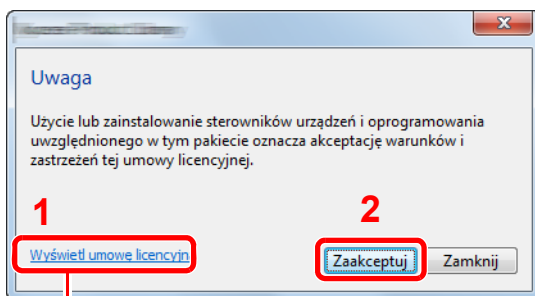 Uwaga
Użycie lub zainstalowanie sterowników urządzeń i oprogramowania
uwzględnionego w tym pakiecie oznacza akceptację warunków i
zastrzeżeń tej umowy licencyjnej.
1
2
Wyświetl umowę licencyjn
Zaakceptuj
Zamknij